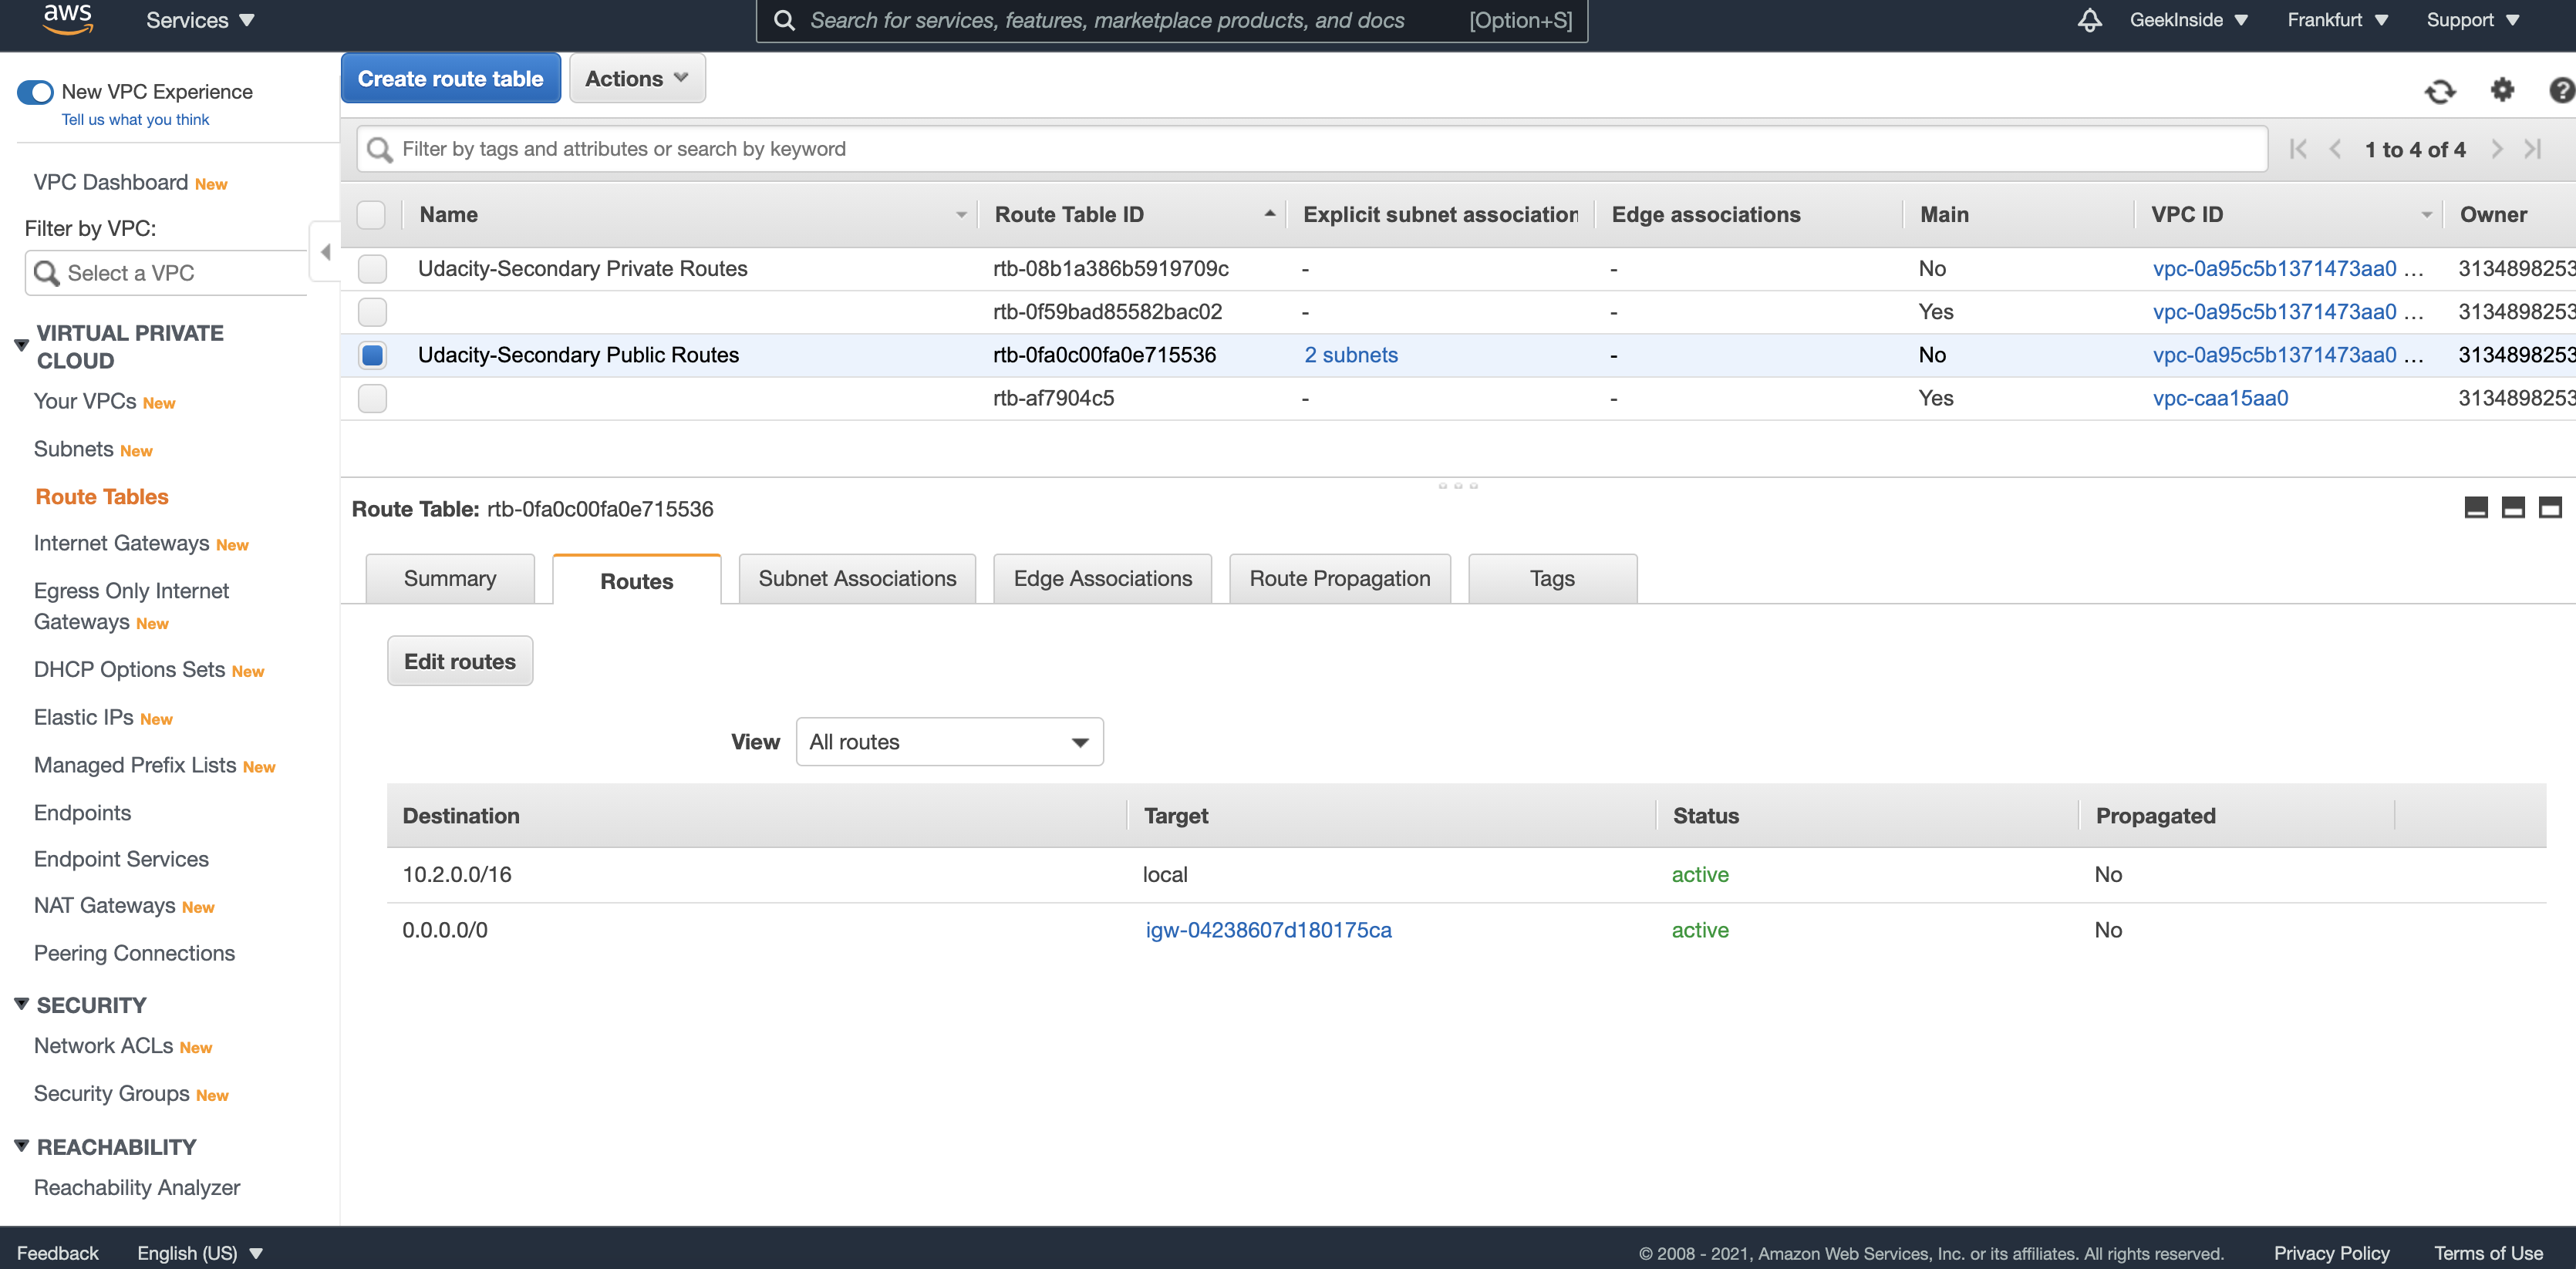 aws
Services
Search for services, features, marketplace products, and docs [Option+S]
GeekInside
Frankfurt
Support
New VPC Experience
Tell us what you think
VPC Dashboard New
Filter by VPC:
Select a VPC
VIRTUAL PRIVATE
CLOUD
Your VPCs New
Subnets New
Route Tables
Internet Gateways New
Egress Only Internet
Gateways New
DHCP Options Sets New
Elastic IPs New
Managed Prefix Lists New
Endpoints
Endpoint Services
NAT Gateways New
Peering Connections
SECURITY
Network ACLs New
Security Groups New
REACHABILITY
Reachability Analyzer
Create route table
Actions
Filter by tags and attributes or search by keyword
1 to 4 of 4
Name Route Table ID Explicit subnet association Edge associations Main VPC ID Owner
Udacity-Secondary Private Routes rtb-08b1a386b5919709c - - No vpc-0a95c5b1371473aa0 ... 3134898253
rtb-0f59bad85582bac02 - - Yes vpc-0a95c5b1371473aa0 ... 3134898253
Udacity-Secondary Public Routes rtb-0fa0c00fa0e715536 2 subnets - No vpc-0a95c5b1371473aa0 ... 3134898253
rtb-af7904c5 - - Yes vpc-caa15aa0 3134898253
Route Table: rtb-0fa0c00fa0e715536
Summary
Routes
Subnet Associations
Edge Associations
Route Propagation
Tags
Edit routes
View All routes
Destination Target Status Propagated
10.2.0.0/16 local active No
0.0.0.0/0 igw-04238607d180175ca active No
Feedback
English (US)
© 2008 - 2021, Amazon Web Services, Inc. or its affiliates. All rights reserved.
Privacy Policy
Terms of Use